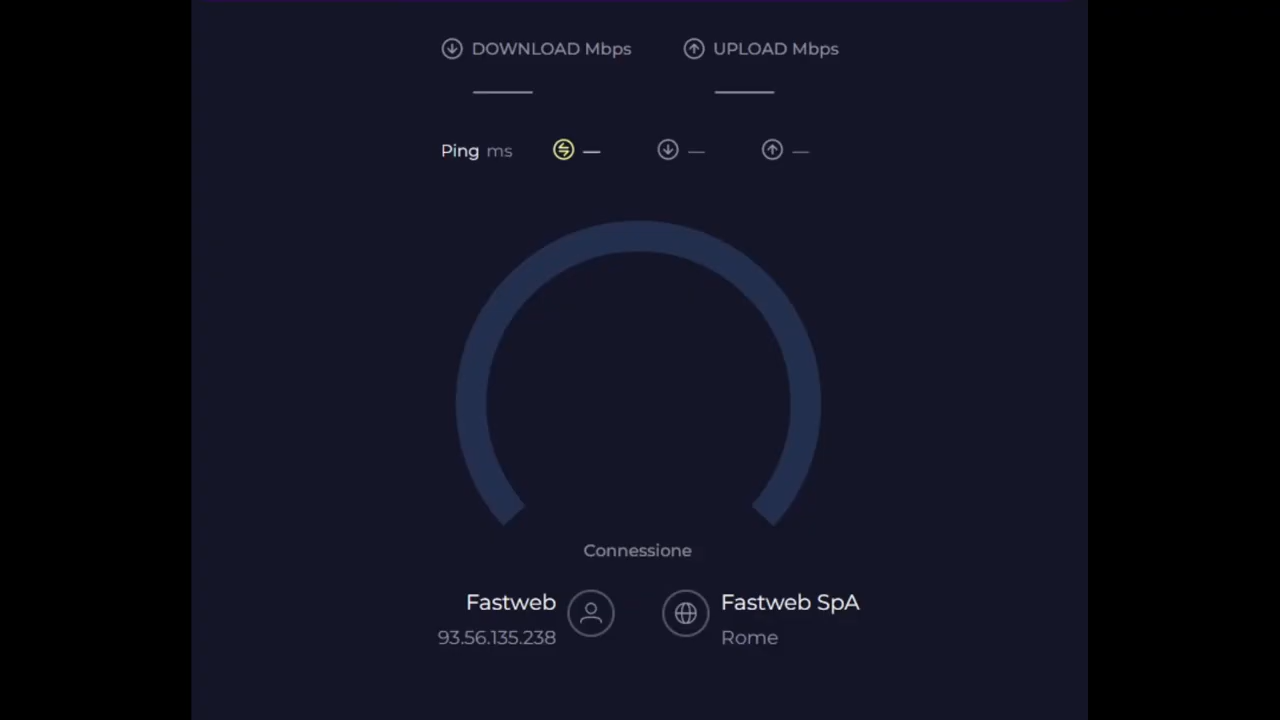 DOWNLOAD Mbps
UPLOAD Mbps
Ping ms
Connessione
Fastweb
93.56.135.238
Fastweb SpA
Rome